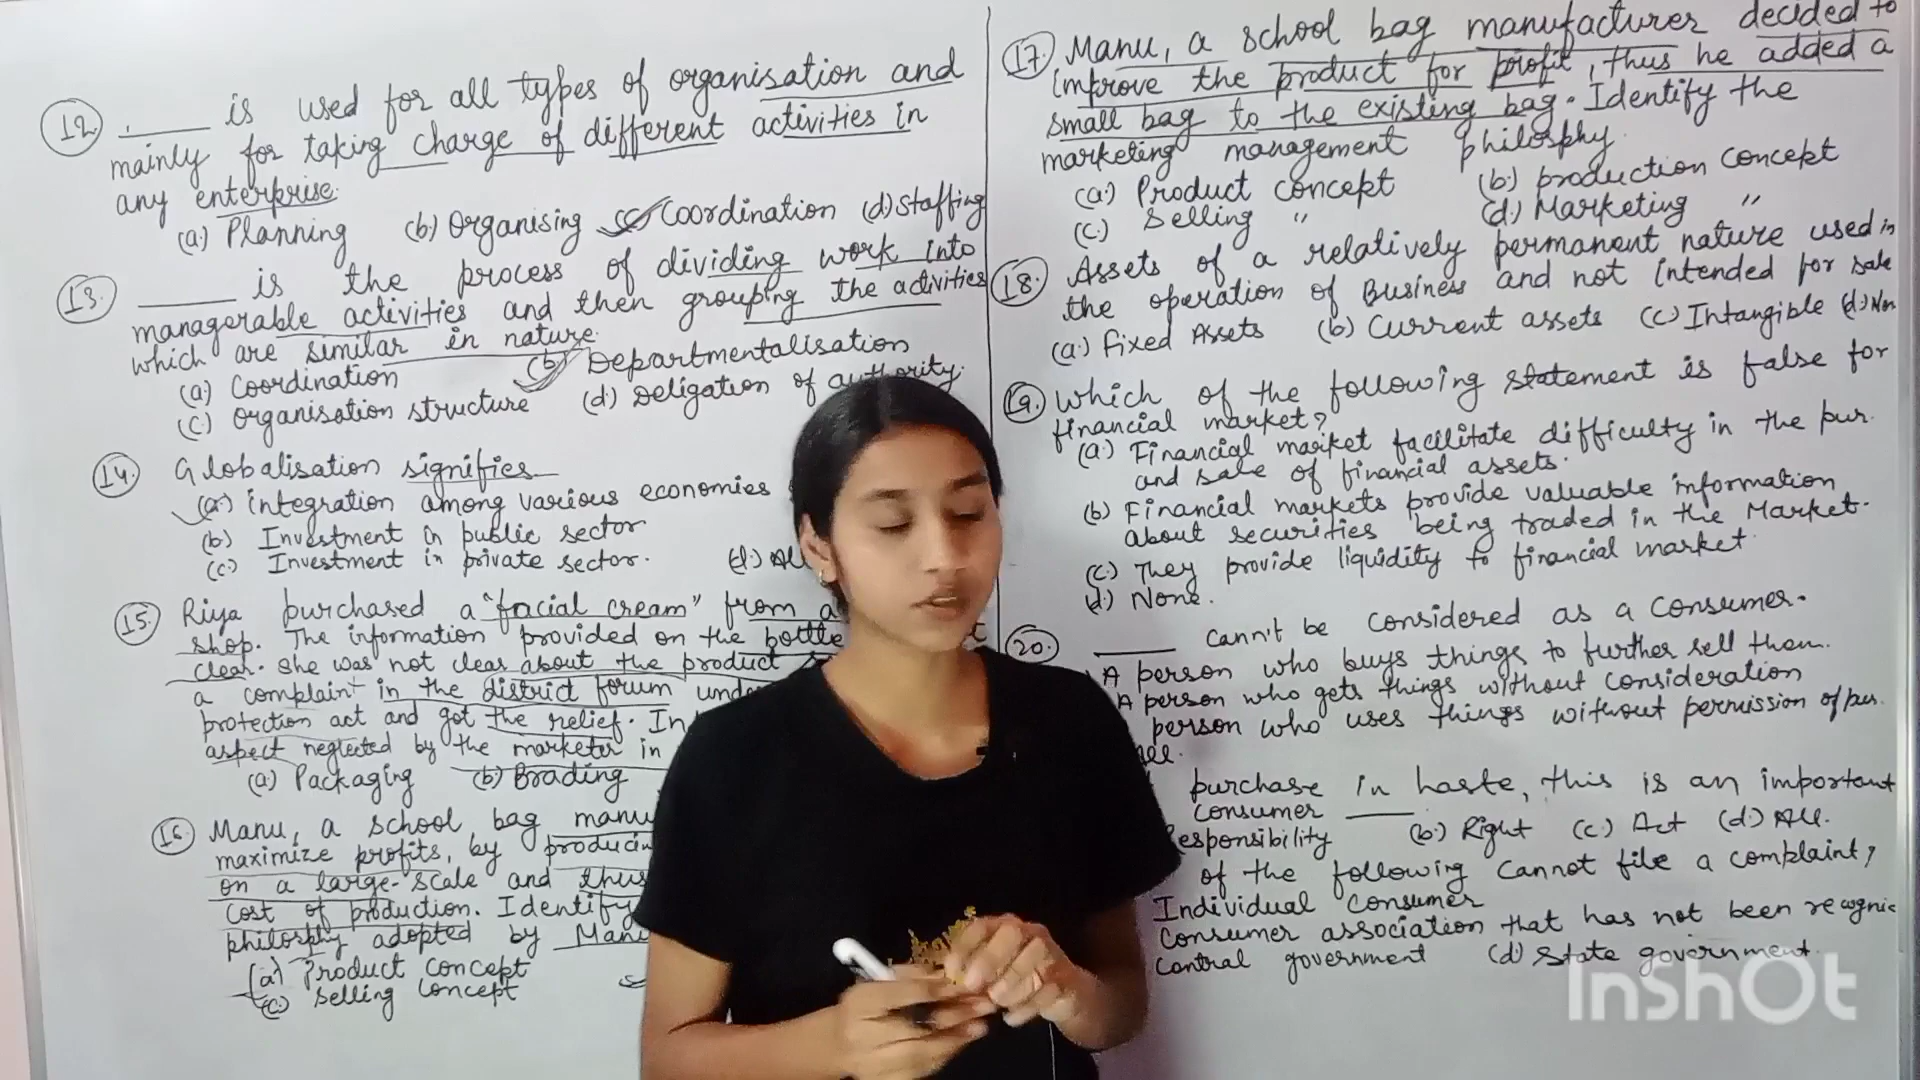 12. ____ is used for all types of organisation and
mainly for taking charge of different activities in
any enterprise.
(a.) Planning (b.) Organising (c) Coordination (d) Staffing
13. ____ is the process of dividing work into
managerable activities and then grouping the activities
which are similar in nature.
(a.) Coordination (b) Departmentalisation
(c) Organisation structure (d.) Deligation of authority.
14. Globalisation signifies
(a.) integration among various economies
(b) Investment in public sector
(c) Investment in private sector. (d.) All
15. Riya purchased a "facial cream" from a
shop. The information provided on the bottle
clear. She was not clear about the product
a complaint in the district forum
protection act and got the relief. In
aspect neglected by the marketer in
(a.) Packaging (b) Brading
16. Manu, a school bag
maximize profits, by
on a large-scale and thus
cost of production. Identify
philosphy adopted by Manu
(a) Product concept
(c) Selling concept
17. Manu, a school bag manufacturer decided to
improve the product for profit, thus he added a
small bag to the existing bag. Identify the
marketing management philosphy.
(a.) Product concept (b.) production concept
(c.) Selling " (d.) Marketing "
18. Assets of a relatively permanent nature used in
the operation of Business and not intended for sale
(a.) Fixed Assets (b) Current assets (c) Intangible (d.)
19. Which of the following statement is false for
financial market?
(a.) Financial market facilitate difficulty in the pur.
and sale of financial assets.
(b) Financial markets provide valuable information
about securities being traded in the Market.
(c.) They provide liquidity to financial market
(d.) None.
20. ____ cann't be considered as a consumer.
A person who buys things to further sell them.
A person who gets things without consideration
person who uses things without permission of pur.
All.
purchase in haste, this is an important
consumer ____
esponsibility (b.) Right (c.) Act (d.) All.
of the following cannot file a complaint?
Individual Consumer
Consumer association that has not been
Central government (d) State government.
InShOt